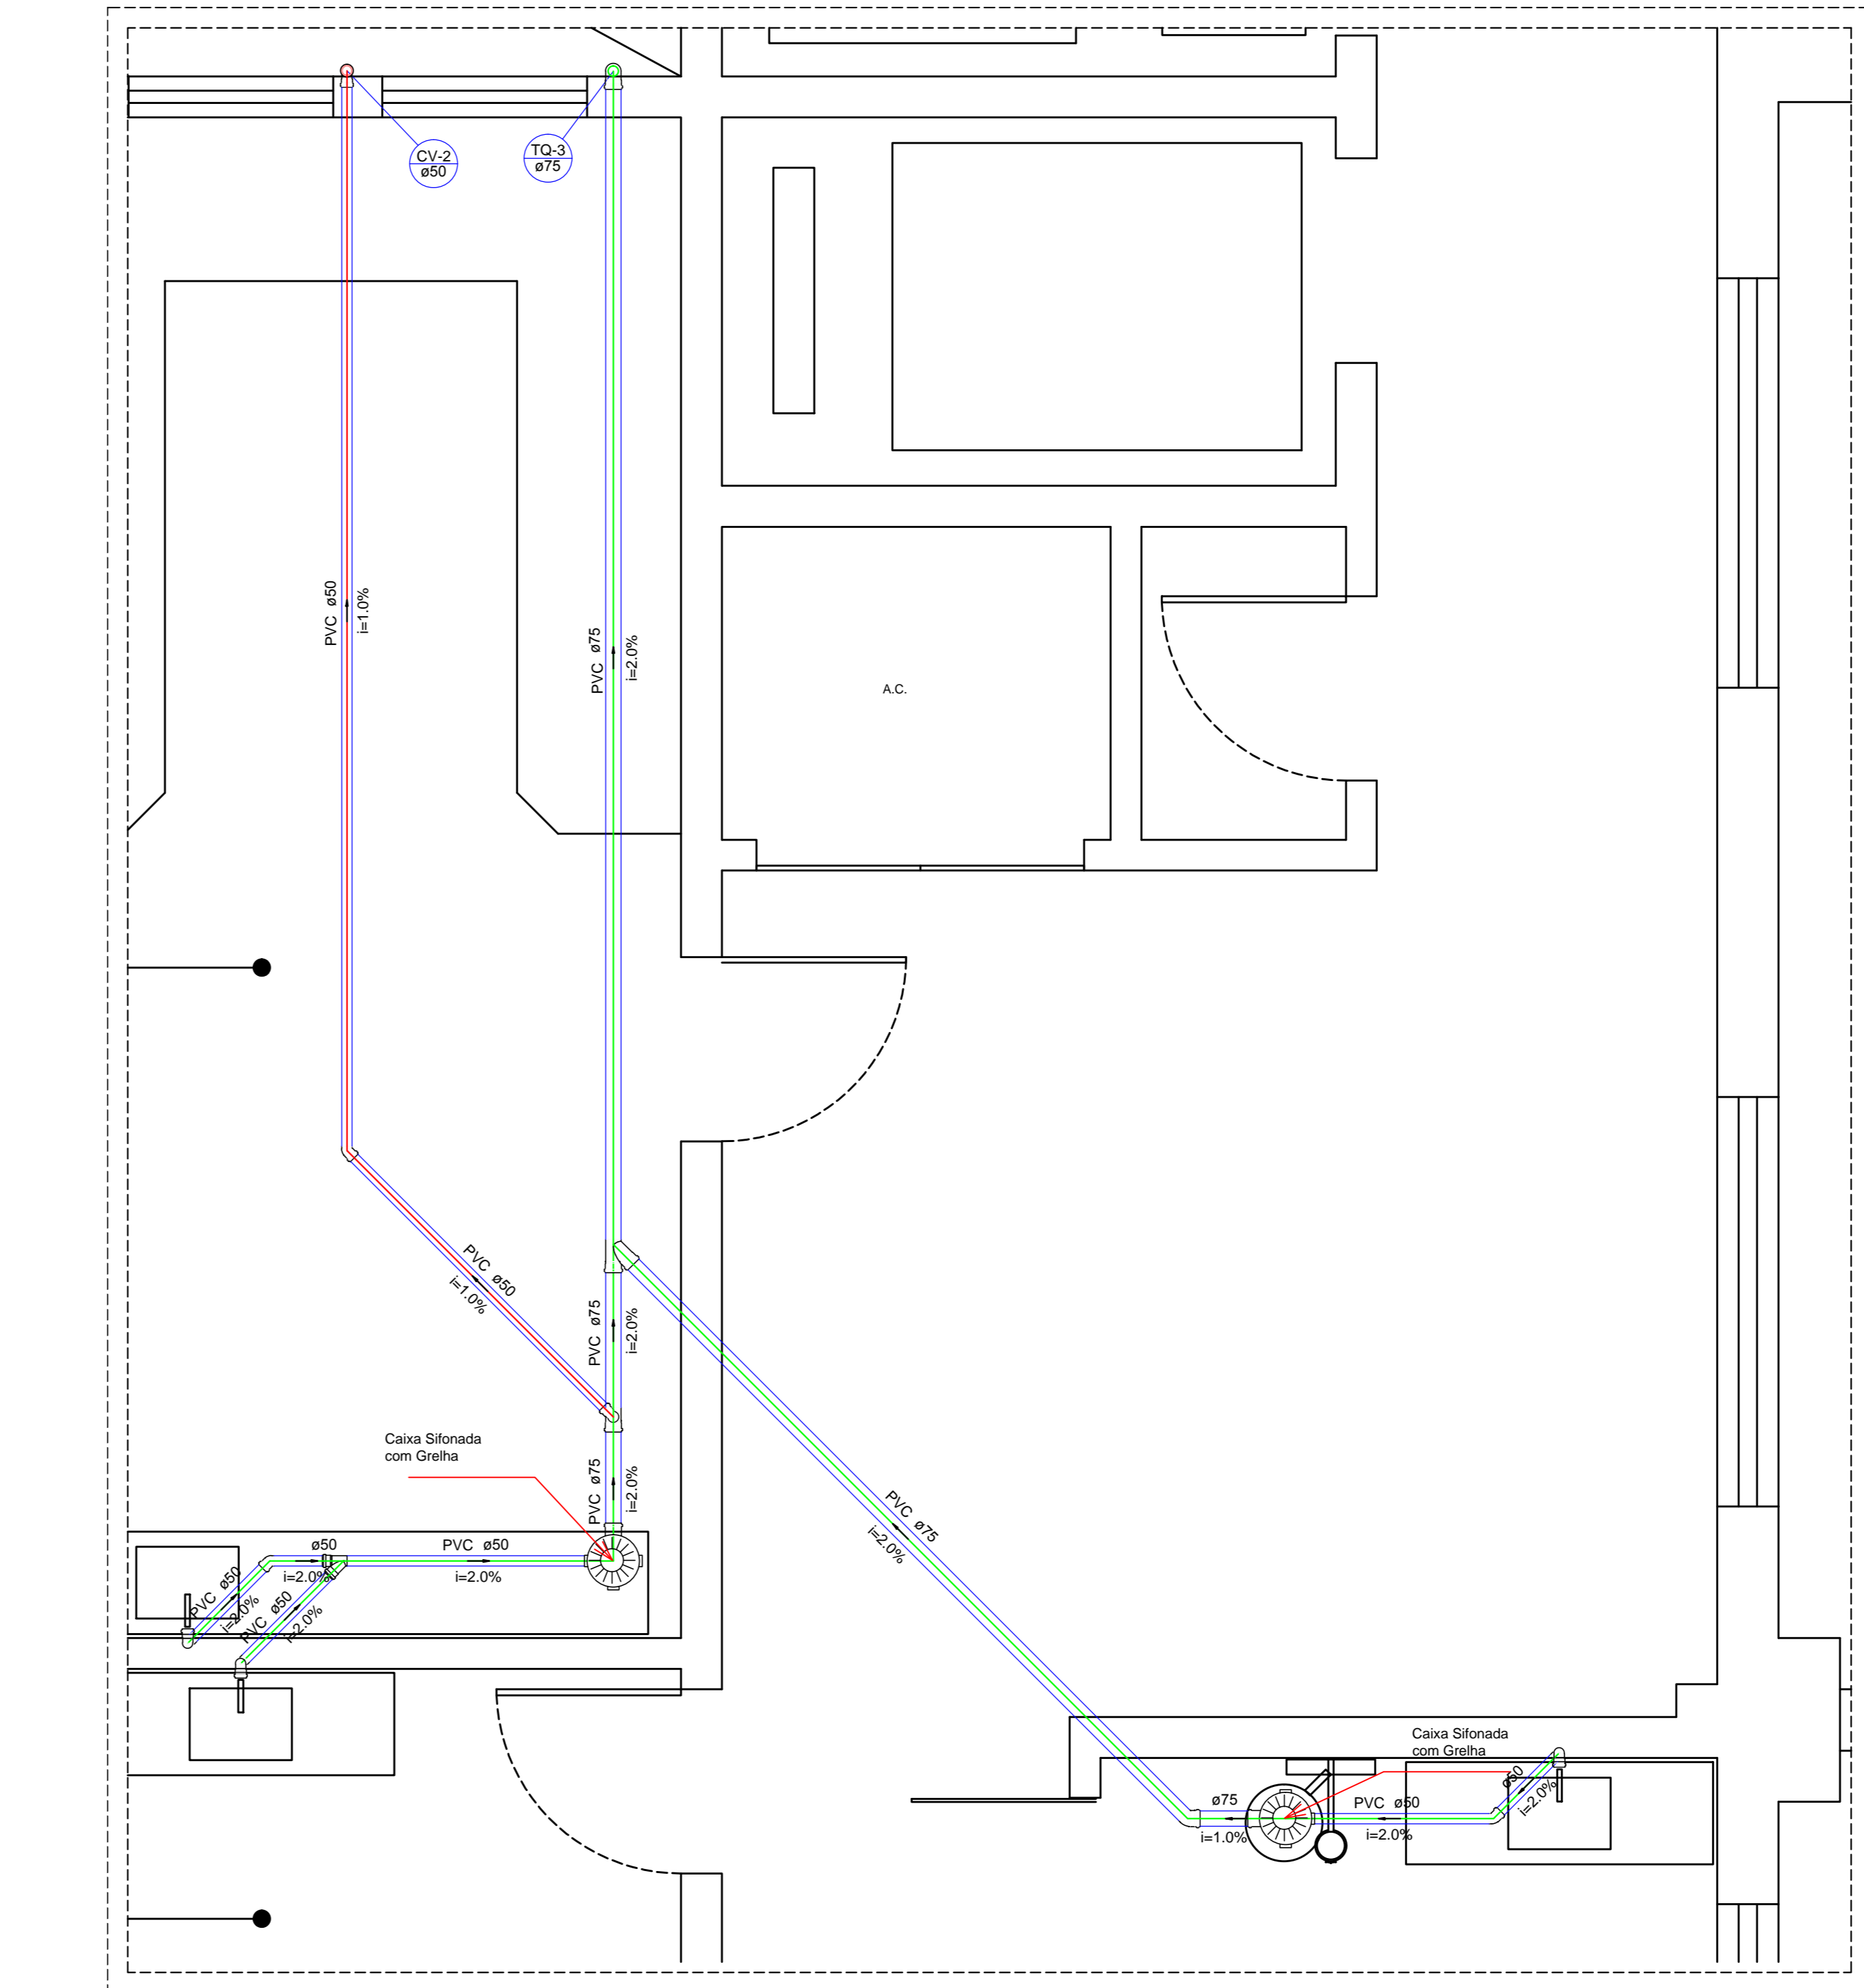 CV-2
ø50
TQ-3
ø75
PVC ø50
i=1.0%
PVC ø75
i=2.0%
A.C.
PVC ø50
i=1.0%
PVC ø75
i=2.0%
Caixa Sifonada
com Grelha
PVC ø75
i=2.0%
PVC ø75
i=2.0%
ø50
i=2.0%
PVC ø50
i=2.0%
PVC ø50
i=2.0%
PVC ø50
i=2.0%
Caixa Sifonada
com Grelha
ø75
i=1.0%
PVC ø50
i=2.0%
ø50
i=2.0%